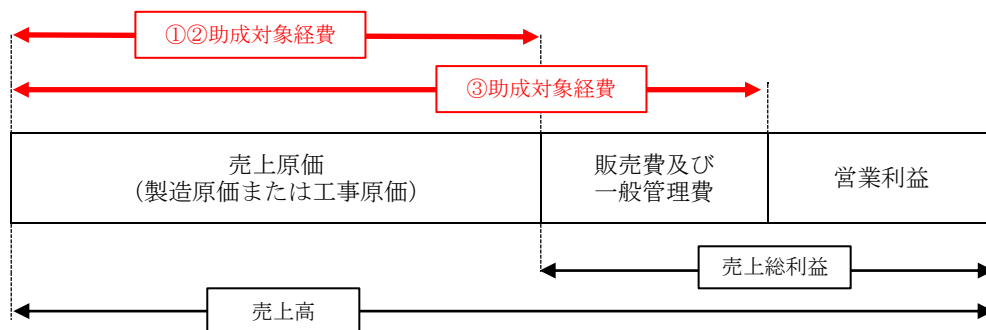 ①②助成対象経費
③助成対象経費
売上原価
（製造原価または工事原価）
販売費及び
一般管理費
営業利益
売上総利益
売上高